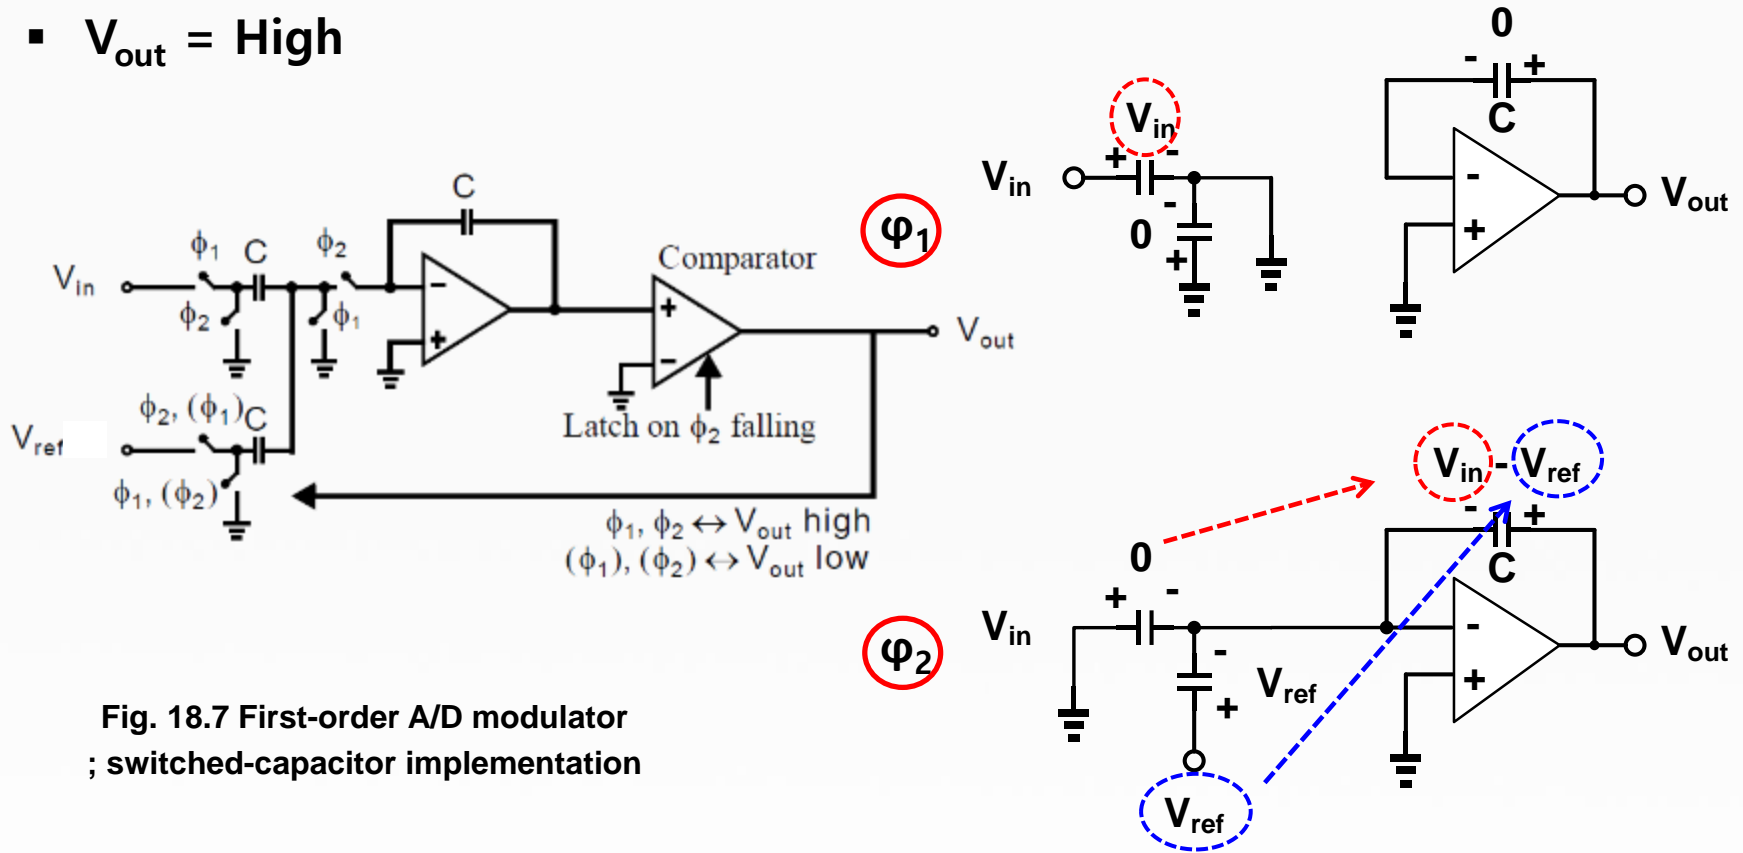 ▪ Vout = High
C
ϕ1 C ϕ2
Vin
ϕ2 ϕ1
- +
Comparator
+ -
Vout
Latch on ϕ2 falling
ϕ2, (ϕ1) C
Vref
ϕ1, (ϕ2)
ϕ1, ϕ2 ↔ Vout high
(ϕ1), (ϕ2) ↔ Vout low
Fig. 18.7 First-order A/D modulator
; switched-capacitor implementation
φ1
Vin
Vin
+ -
- 0 +
0
- +
C
- +
Vout
φ2
Vin - Vref
- +
C
0
+ -
Vin
- +
Vref
Vref
- +
Vout